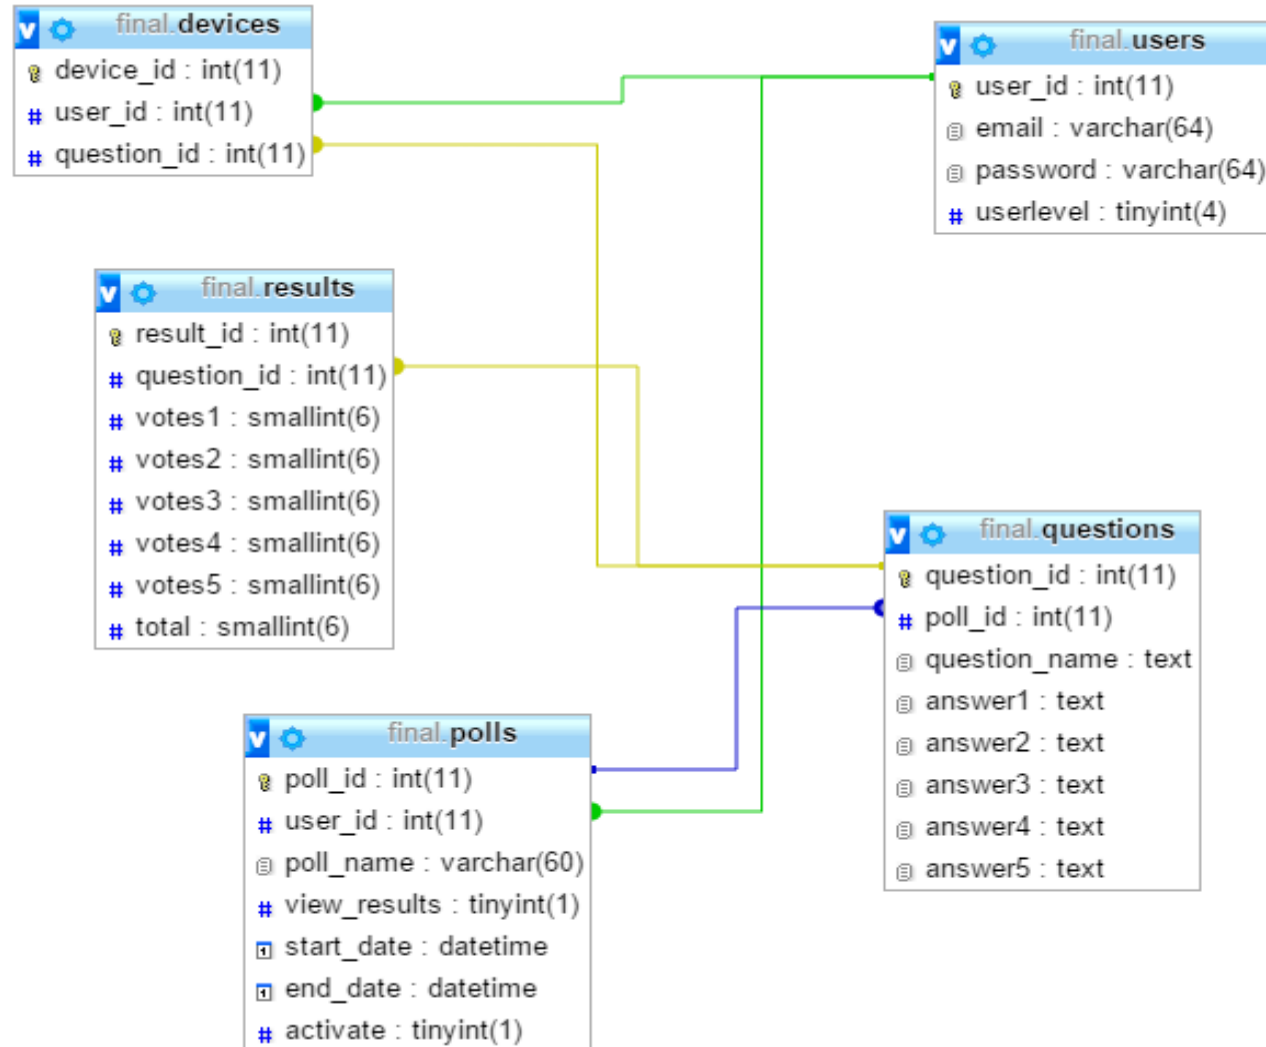 final.devices
device_id : int(11)
user_id : int(11)
question_id : int(11)
final.users
user_id : int(11)
email : varchar(64)
password : varchar(64)
userlevel : tinyint(4)
final.results
result_id : int(11)
question_id : int(11)
votes1 : smallint(6)
votes2 : smallint(6)
votes3 : smallint(6)
votes4 : smallint(6)
votes5 : smallint(6)
total : smallint(6)
final.questions
question_id : int(11)
poll_id : int(11)
question_name : text
answer1 : text
answer2 : text
answer3 : text
answer4 : text
answer5 : text
final.polls
poll_id : int(11)
user_id : int(11)
poll_name : varchar(60)
view_results : tinyint(1)
start_date : datetime
end_date : datetime
activate : tinyint(1)